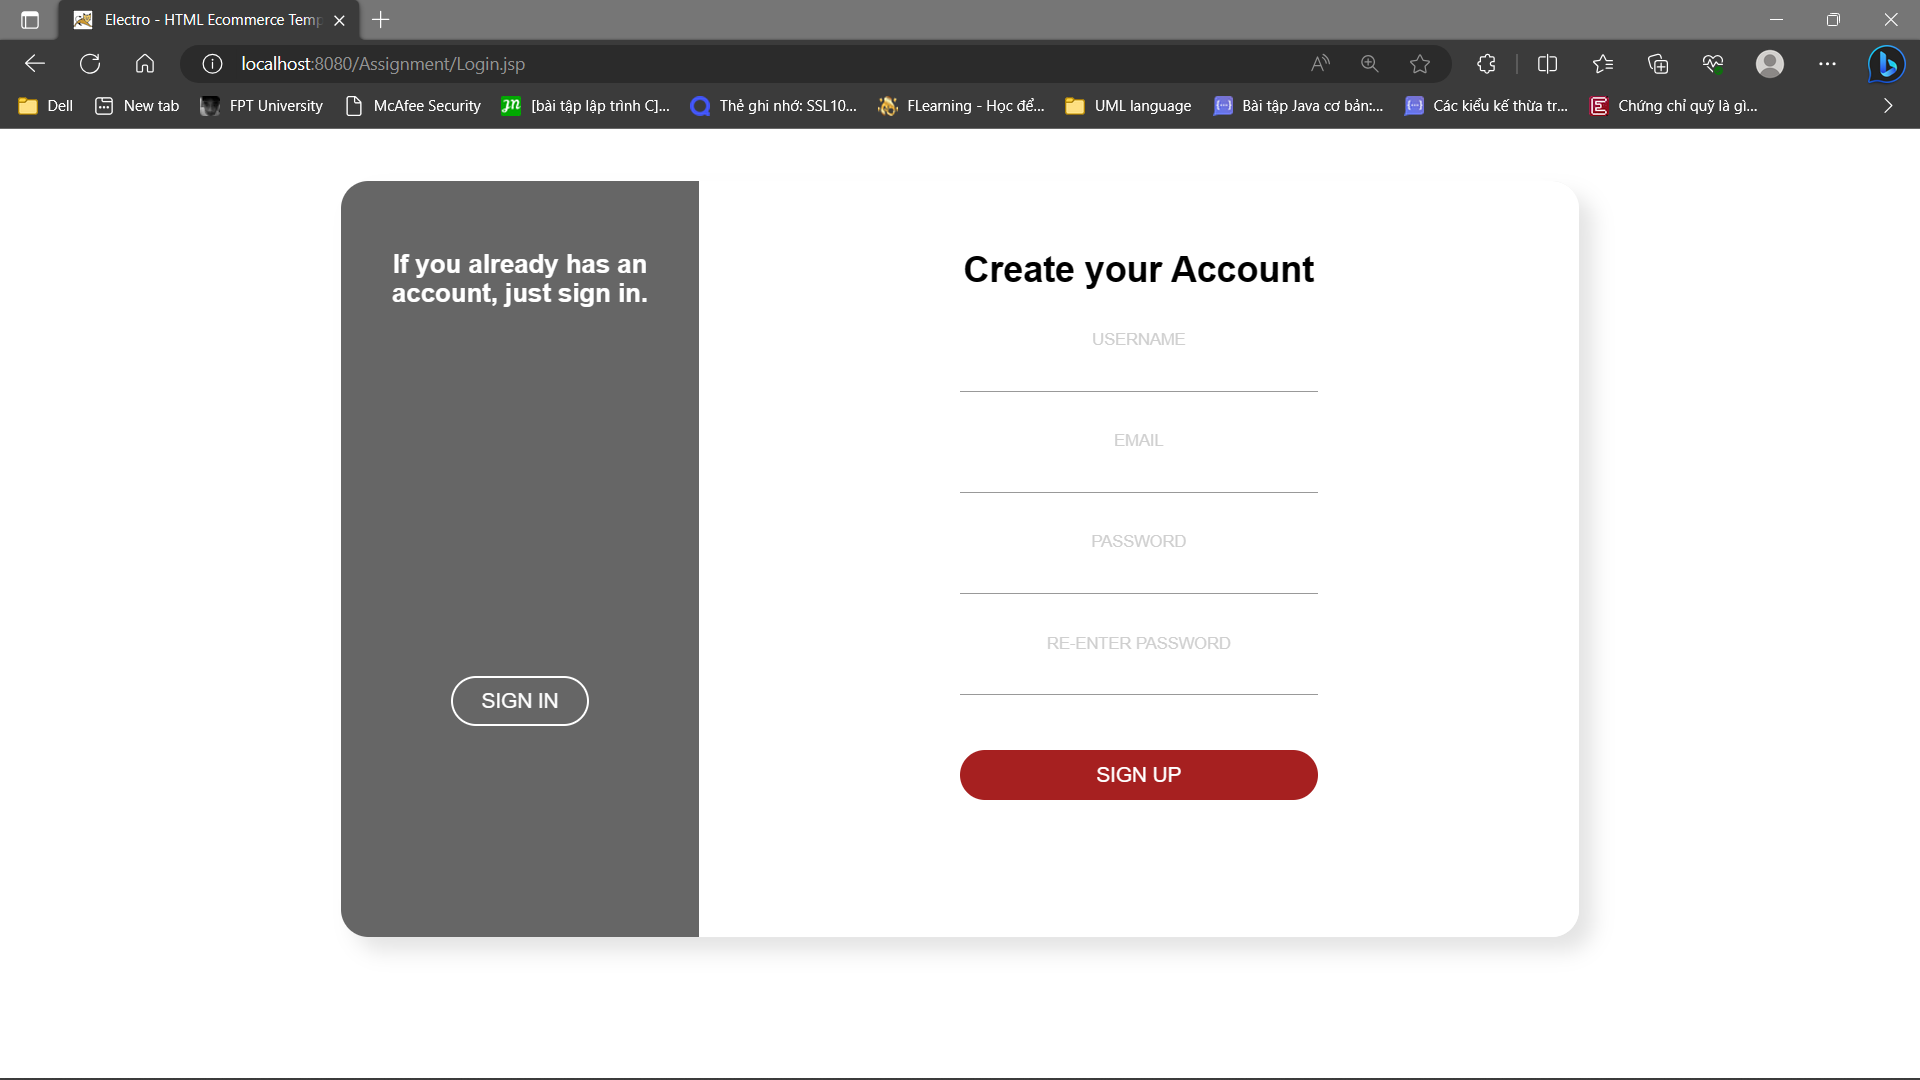 Electro - HTML Ecommerce Temp
localhost:8080/Assignment/Login.jsp
Dell
New tab
FPT University
McAfee Security
[bài tập lập trình C]...
Thẻ ghi nhớ: SSL10...
FLearning - Học để...
UML language
Bài tập Java cơ bản:...
Các kiểu kế thừa tr...
Chứng chỉ quỹ là gì...
If you already has an
account, just sign in.
SIGN IN
Create your Account
USERNAME
EMAIL
PASSWORD
RE-ENTER PASSWORD
SIGN UP